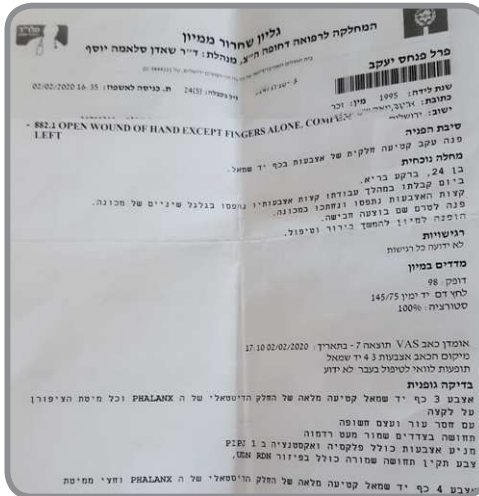 גליון שחרור ממיון
המחלקה לרפואה דחופה ה"צ, מנהלת: ד"ר שאדן סלאמה יוסף
פרל פנחס יעקב
שנת לידה: 1995 מין: זכר
ת. כניסה לאשפוז: 16:35 02/02/2020
כתובת:
ישוב: ירושלים
- 882.1 OPEN WOUND OF HAND EXCEPT FINGERS ALONE,
LEFT
סיבת הפניה
פנה עקב קטיעה חלקית של אצבעות בכף יד שמאל.
מחלה נוכחית
בן 24, ברקע בריא.
ביום קבלתו במהלך עבודתו קצות אצבעותיו נתפסו בגלגל שיניים של מכונה.
קצות האצבעות נתפסו ונחתכו במכונה.
פנה לטרם שם בוצעה חבישה.
הופנה למיון להמשך בירור וטיפול.
רגישויות
לא ידועה כל רגישות
מדדים במיון
דופק: 98
לחץ דם יד ימין 145/75
סטורציה: 100%
אומדן כאב VAS תוצאה 7 - בתאריך: 02/02/2020 17:10
מיקום הכאב אצבעות 3 4 יד שמאל
תופעות לוואי לטיפול בעבר לא ידוע
בדיקה גופנית
אצבע 3 כף יד שמאל קטיעה מלאה של החלק הדיסטאלי של ה PHALANX וכל מיטת הציפורן
על לקצה
עם חסר עור ועצם חשופה
תחושה בצדדים שמור מעט רדומה
מניע אצבעות כולל פלקסיה ואקסטנציה ב PIPJ 1
צבע תקין תחושה שמורה כולל בפיזור UDN RDN,
אצבע 4 כף יד שמאל קטיעה מלאה של החלק הדיסטאלי של ה PHALANX וחצי ממיטת